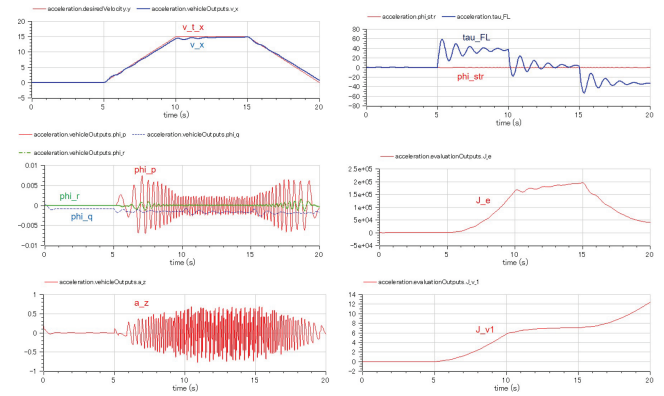 acceleration.desiredVelocity.y acceleration.vehicleOutputs.v_x
20
15
10
5
0
−5
v_t_x
v_x
0 5 10 15 20
time (s)
acceleration.phi_str acceleration.tau_FL
80
60
40
20
0
−20
−40
−60
−80
tau_FL
phi_str
0 5 10 15 20
time (s)
acceleration.vehicleOutputs.phi_p acceleration.vehicleOutputs.phi_q
acceleration.vehicleOutputs.phi_r
0.01
0.005
0
−0.005
−0.01
phi_p
phi_r
phi_q
0 5 10 15 20
time (s)
acceleration.evaluationOutputs.J_e
2.5e+05
2e+05
1.5e+05
1e+05
5e+04
0
−5e+04
J_e
0 5 10 15 20
time (s)
acceleration.vehicleOutputs.a_z
1
0.5
0
−0.5
−1
a_z
0 5 10 15 20
time (s)
acceleration.evaluationOutputs.J_v_1
14
12
10
8
6
4
2
0
−2
J_v1
0 5 10 15 20
time (s)